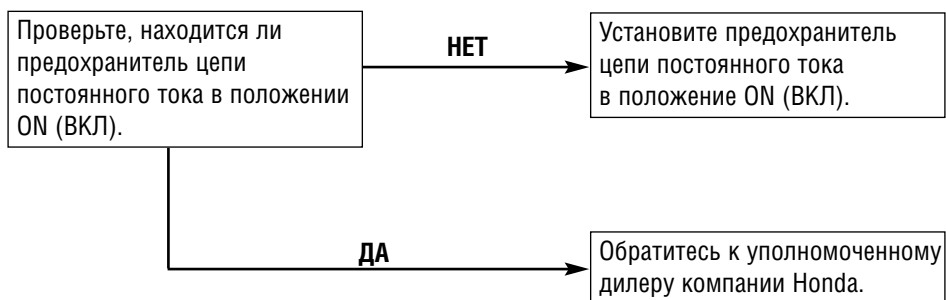 Проверьте, находится ли
предохранитель цепи
постоянного тока в положении
ON (ВКЛ).
НЕТ
Установите предохранитель
цепи постоянного тока
в положение ON (ВКЛ).
ДА
Обратитесь к уполномоченному
дилеру компании Honda.